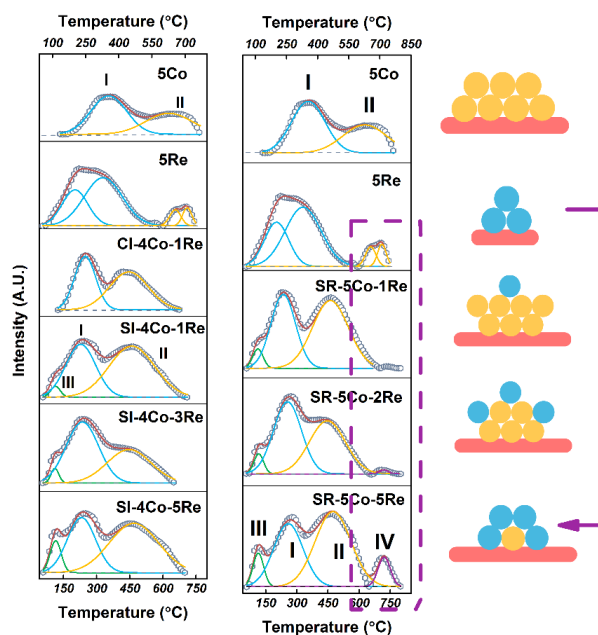 Temperature (°C)
100 250 400 550 700
5Co
I
II
5Re
CI-4Co-1Re
SI-4Co-1Re
I
II
III
SI-4Co-3Re
SI-4Co-5Re
150 300 450 600 750
Temperature (°C)
Intensity (A.U.)
Temperature (°C)
100 250 400 550 700 850
5Co
I
II
5Re
SR-5Co-1Re
SR-5Co-2Re
SR-5Co-5Re
III
I
II
IV
150 300 450 600 750
Temperature (°C)